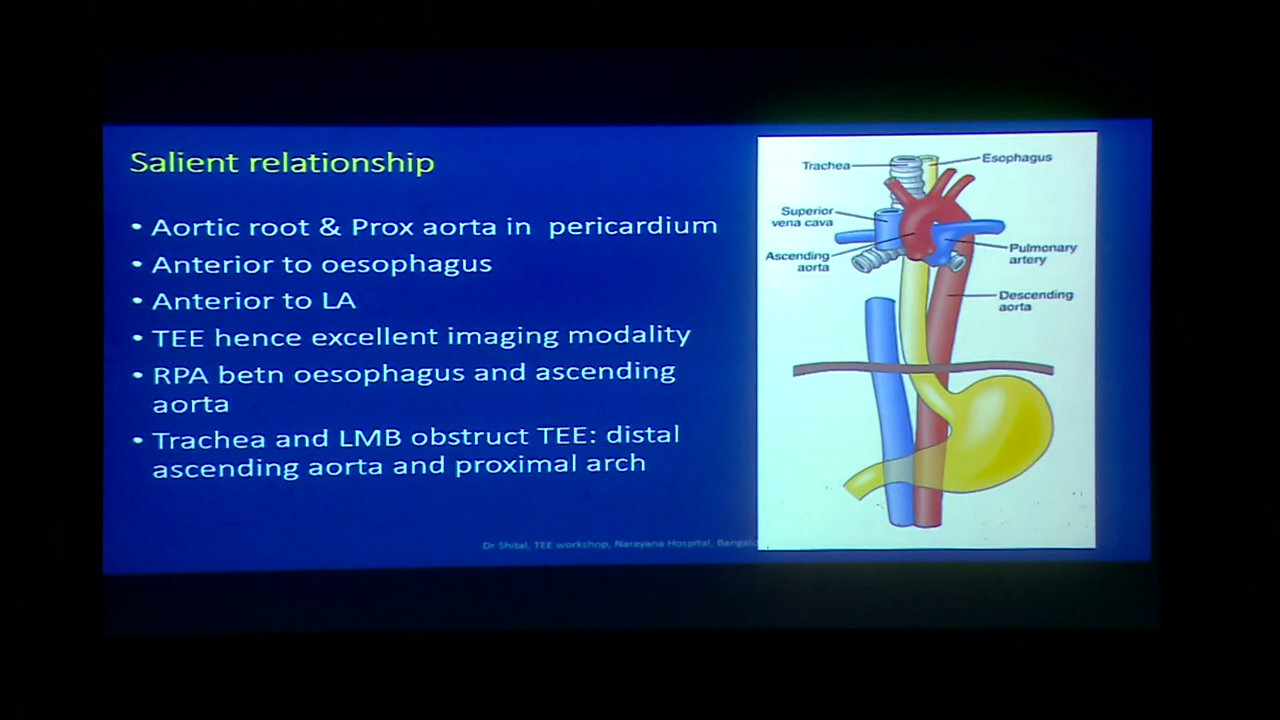 Salient relationship
• Aortic root & Prox aorta in pericardium
• Anterior to oesophagus
• Anterior to LA
• TEE hence excellent imaging modality
• RPA betn oesophagus and ascending
aorta
• Trachea and LMB obstruct TEE: distal
ascending aorta and proximal arch
Dr Shital, TEE workshop, Narayana Hospital,
Trachea
Esophagus
Superior
vena cava
Ascending
aorta
Pulmonary
artery
Descending
aorta